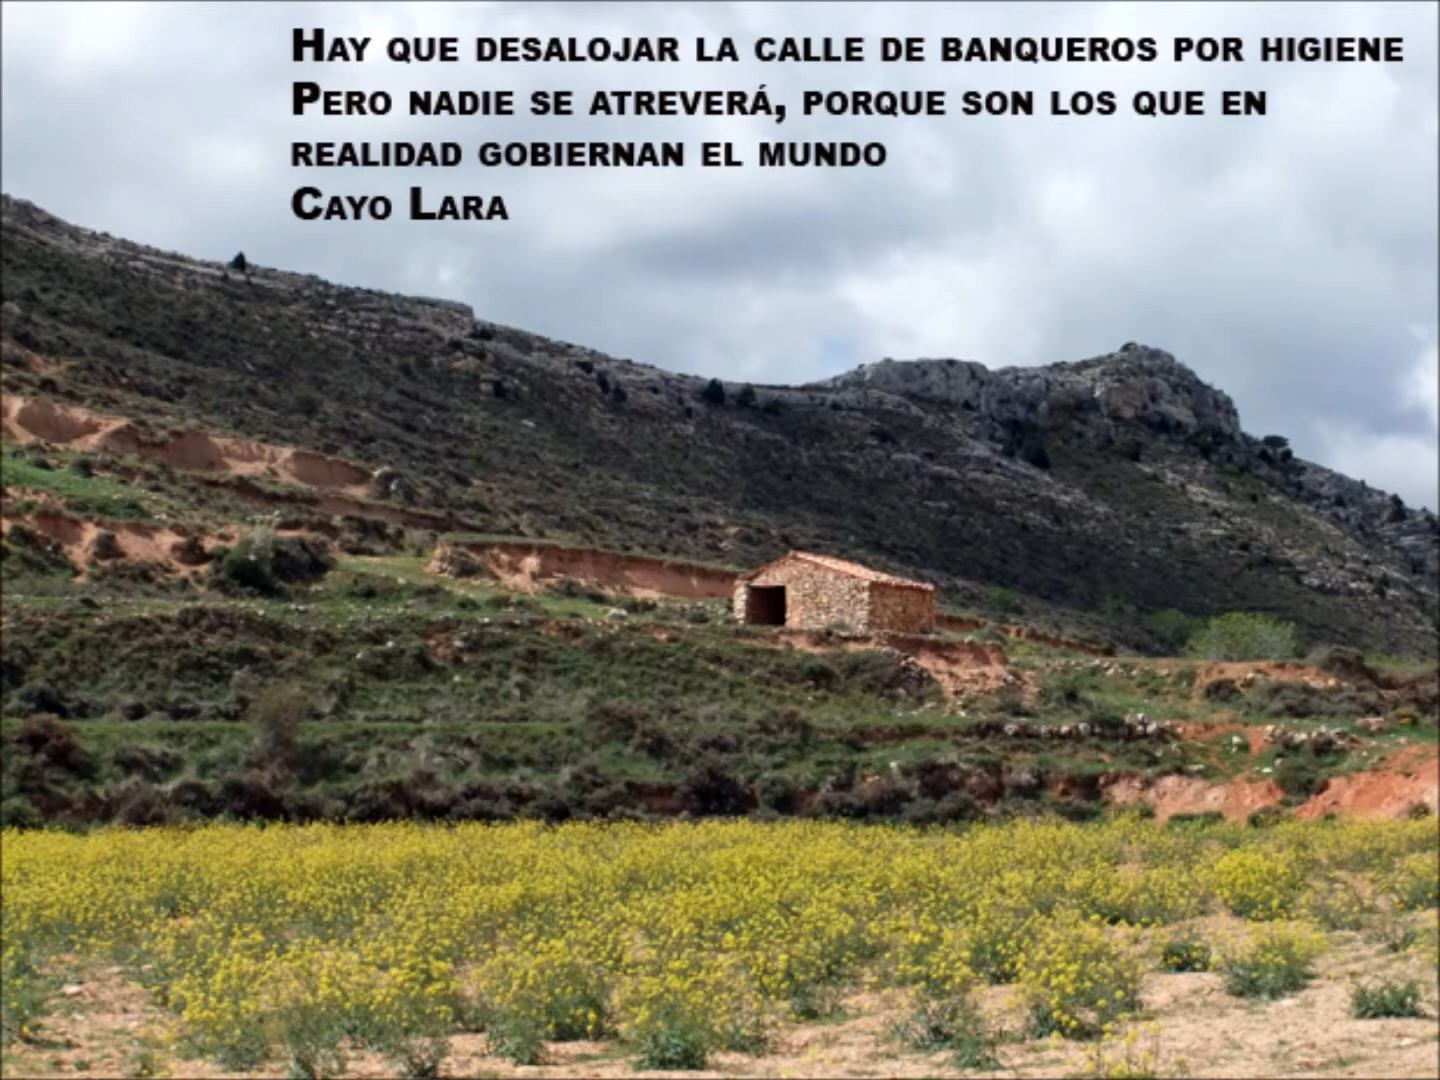 Hay que desalojar la calle de banqueros por higiene
Pero nadie se atreverá, porque son los que en
realidad gobiernan el mundo
Cayo Lara